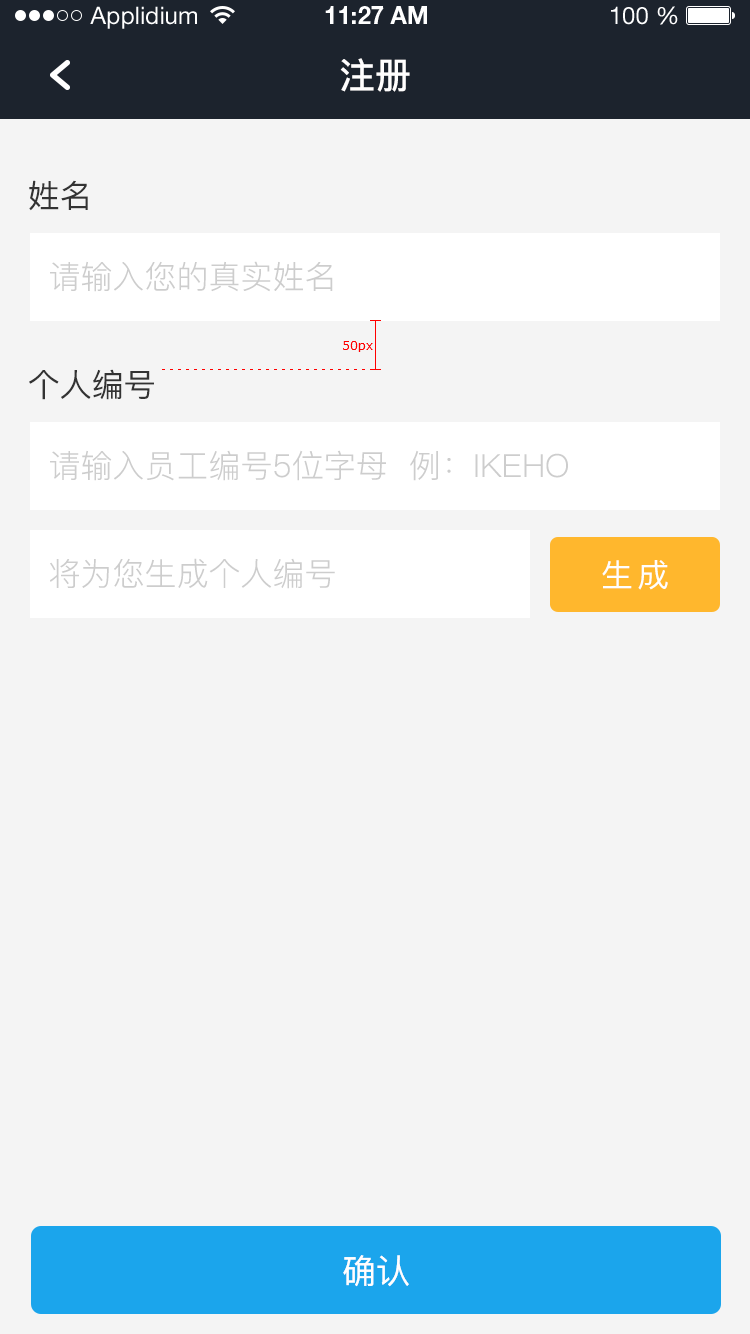 Applidium 11:27 AM 100 %
注册
姓名
请输入您的真实姓名
50px
个人编号
请输入员工编号5位字母 例：IKEHO
将为您生成个人编号
生成
确认